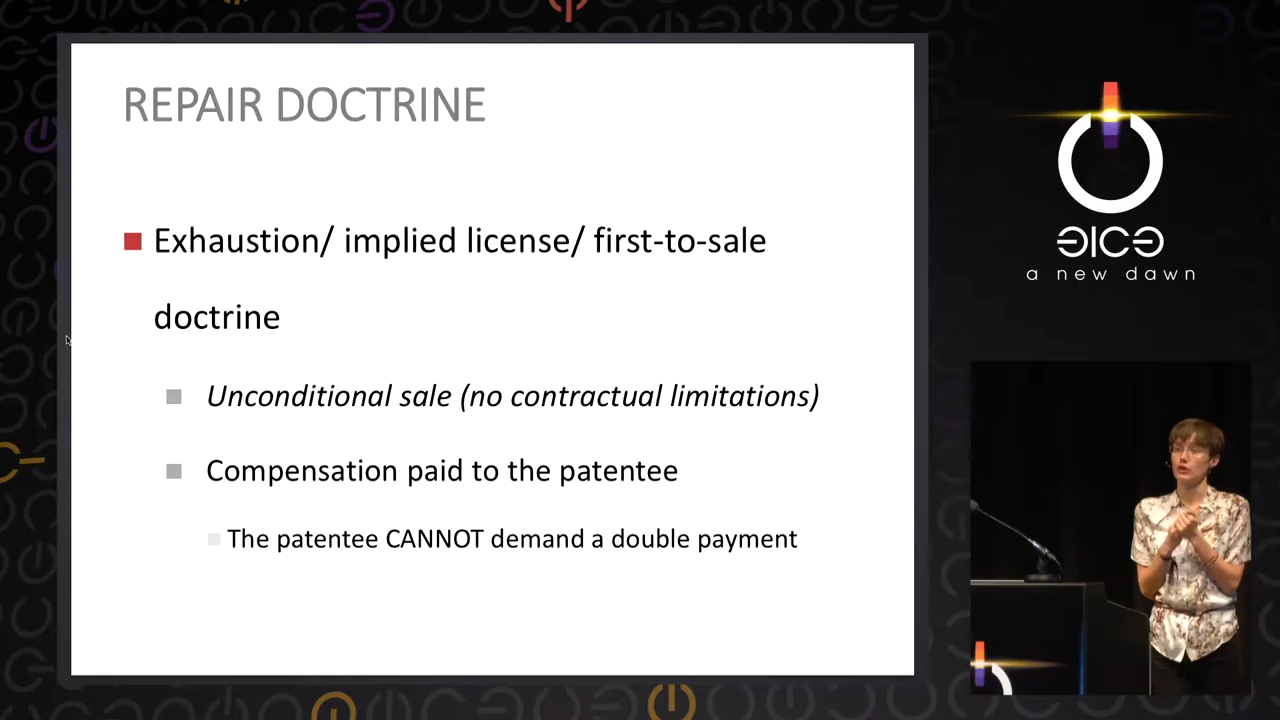 REPAIR DOCTRINE
Exhaustion/ implied license/ first-to-sale
doctrine
Unconditional sale (no contractual limitations)
Compensation paid to the patentee
The patentee CANNOT demand a double payment
a new dawn